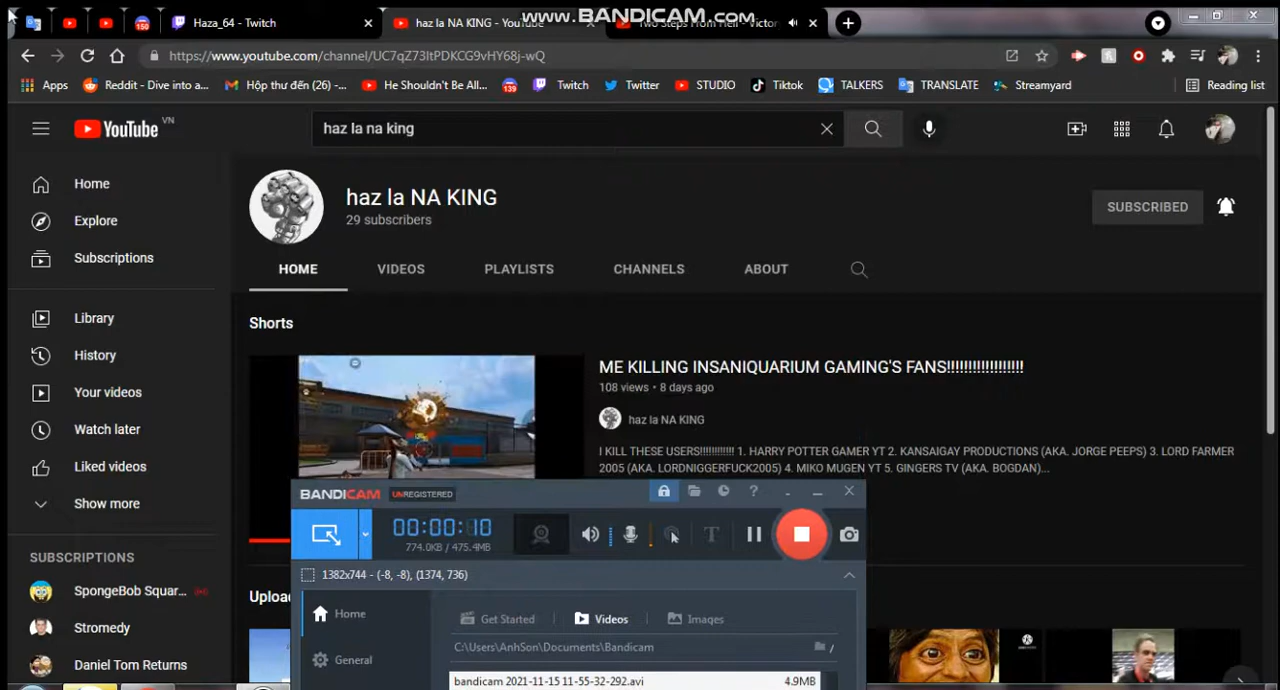 www.BANDICAM.com
150
Haza_64 - Twitch
haz la NA KING - YouTube
Two Steps From Hell - Victor
https://www.youtube.com/channel/UC7qZ73ItPDKCG9vHY68j-wQ
Apps
Reddit - Dive into a...
Hộp thư đến (26) -...
He Shouldn't Be All...
139
Twitch
Twitter
STUDIO
Tiktok
TALKERS
TRANSLATE
Streamyard
Reading list
YouTube VN
haz la na king
Home
Explore
Subscriptions
Library
History
Your videos
Watch later
Liked videos
Show more
SUBSCRIPTIONS
SpongeBob Squar...
Stromedy
Daniel Tom Returns
haz la NA KING
29 subscribers
SUBSCRIBED
HOME
VIDEOS
PLAYLISTS
CHANNELS
ABOUT
Shorts
ME KILLING INSANIQUARIUM GAMING'S FANS!!!!!!!!!!!!!!!!!!
108 views • 8 days ago
haz la NA KING
I KILL THESE USERS!!!!!!!!!!! 1. HARRY POTTER GAMER YT 2. KANSAIGAY PRODUCTIONS (AKA. JORGE PEEPS) 3. LORD FARMER
2005 (AKA. LORDNIGGERFUCK2005) 4. MIKO MUGEN YT 5. GINGERS TV (AKA. BOGDAN)...
Uploa
BANDICAM UNREGISTERED
00:00:10
774.0KB / 475.4MB
1382x744 - (-8, -8), (1374, 736)
Home
General
Get Started
Videos
Images
C:\Users\AnhSon\Documents\Bandicam
bandicam 2021-11-15 11-55-32-292.avi
4.9MB